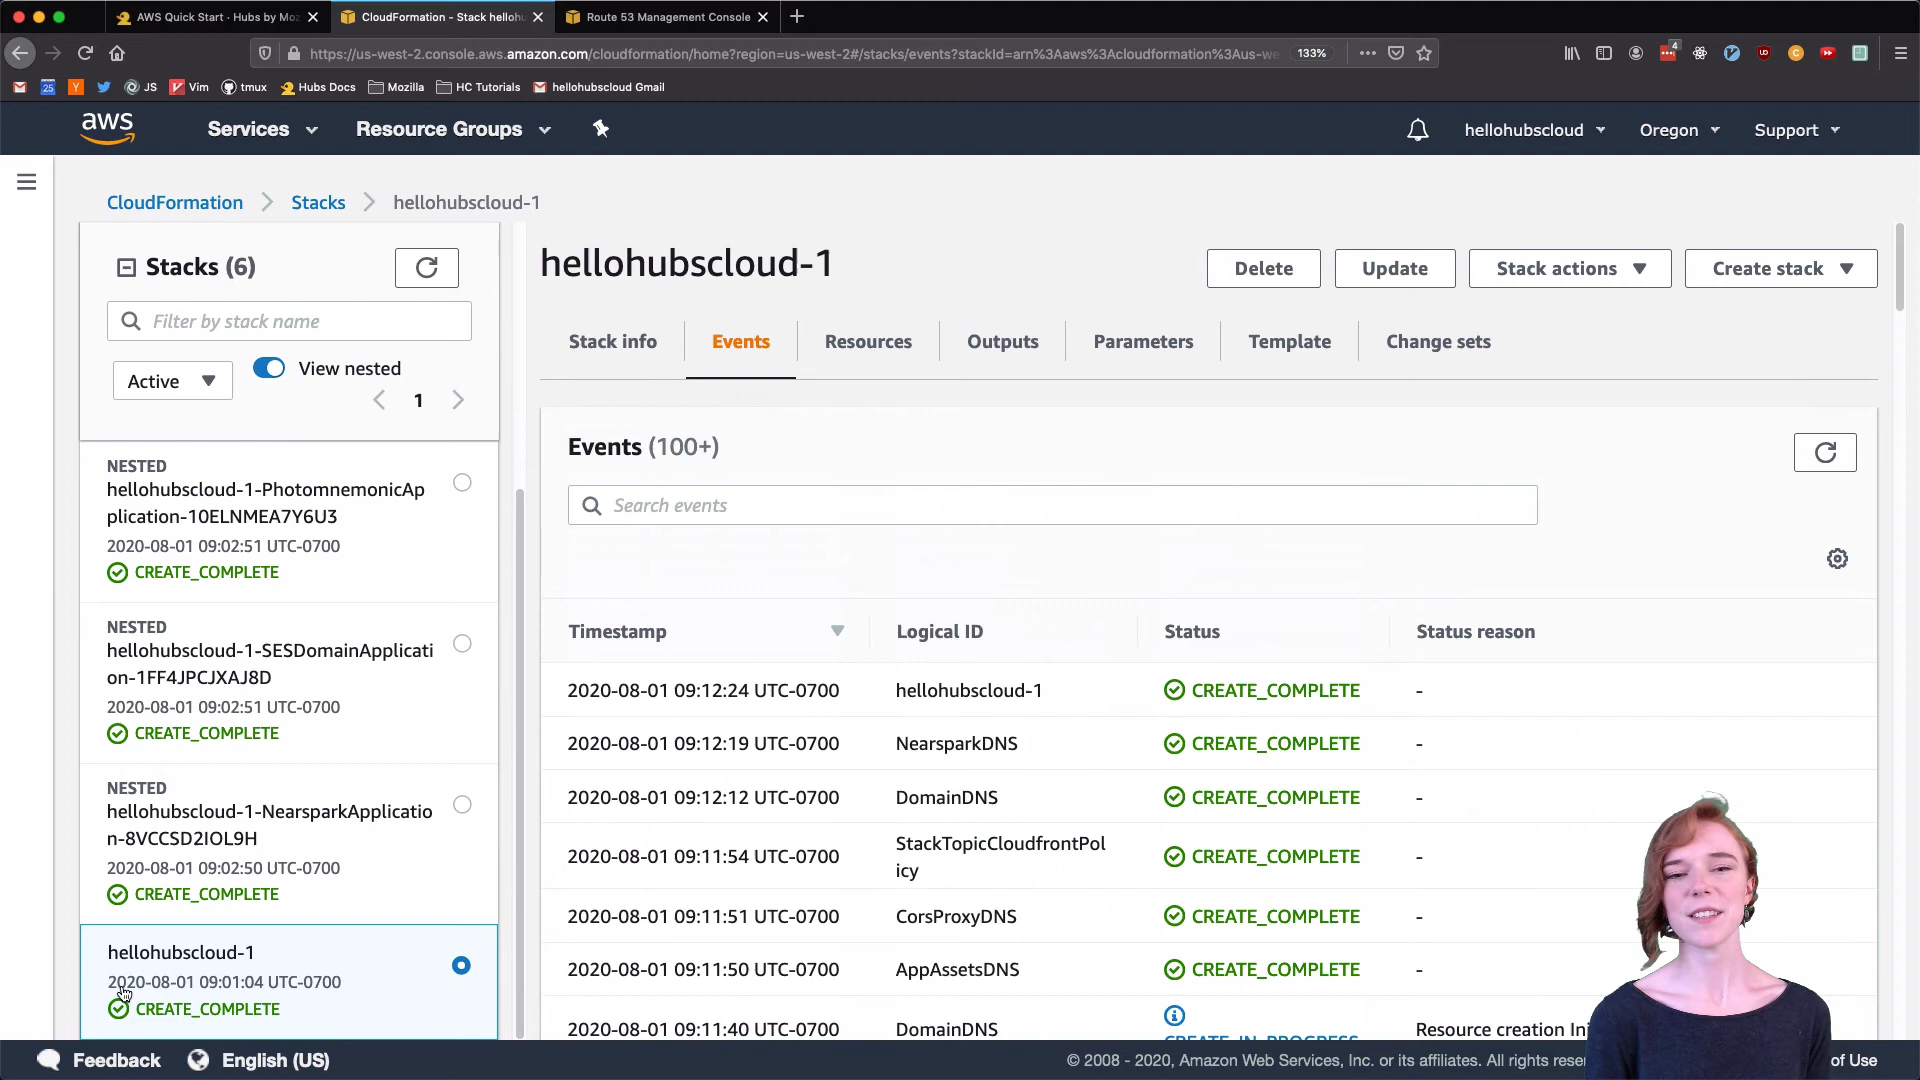 AWS Quick Start · Hubs by Moz
CloudFormation - Stack helloh
Route 53 Management Console
https://us-west-2.console.aws.amazon.com/cloudformation/home?region=us-west-2#/stacks/events?stackId=arn%3Aaws%3Acloudformation%3Aus-we
133%
4
25
Y
JS
Vim
tmux
Hubs Docs
Mozilla
HC Tutorials
hellohubscloud Gmail
aws
Services
Resource Groups
hellohubscloud
Oregon
Support
CloudFormation
Stacks
hellohubscloud-1
Stacks (6)
Filter by stack name
Active
View nested
1
NESTED
hellohubscloud-1-PhotomnemonicAp
plication-10ELNMEA7Y6U3
2020-08-01 09:02:51 UTC-0700
CREATE_COMPLETE
NESTED
hellohubscloud-1-SESDomainApplicati
on-1FF4JPCJXAJ8D
2020-08-01 09:02:51 UTC-0700
CREATE_COMPLETE
NESTED
hellohubscloud-1-NearsparkApplicatio
n-8VCCSD2IOL9H
2020-08-01 09:02:50 UTC-0700
CREATE_COMPLETE
hellohubscloud-1
2020-08-01 09:01:04 UTC-0700
CREATE_COMPLETE
hellohubscloud-1
Delete
Update
Stack actions
Create stack
Stack info
Events
Resources
Outputs
Parameters
Template
Change sets
Events (100+)
Search events
Timestamp
Logical ID
Status
Status reason
2020-08-01 09:12:24 UTC-0700 hellohubscloud-1 CREATE_COMPLETE -
2020-08-01 09:12:19 UTC-0700 NearsparkDNS CREATE_COMPLETE -
2020-08-01 09:12:12 UTC-0700 DomainDNS CREATE_COMPLETE -
2020-08-01 09:11:54 UTC-0700 StackTopicCloudfrontPol
icy CREATE_COMPLETE -
2020-08-01 09:11:51 UTC-0700 CorsProxyDNS CREATE_COMPLETE -
2020-08-01 09:11:50 UTC-0700 AppAssetsDNS CREATE_COMPLETE -
2020-08-01 09:11:40 UTC-0700 DomainDNS CREATE_IN_PROGRESS Resource creation Ini
Feedback
English (US)
© 2008 - 2020, Amazon Web Services, Inc. or its affiliates. All rights rese
of Use